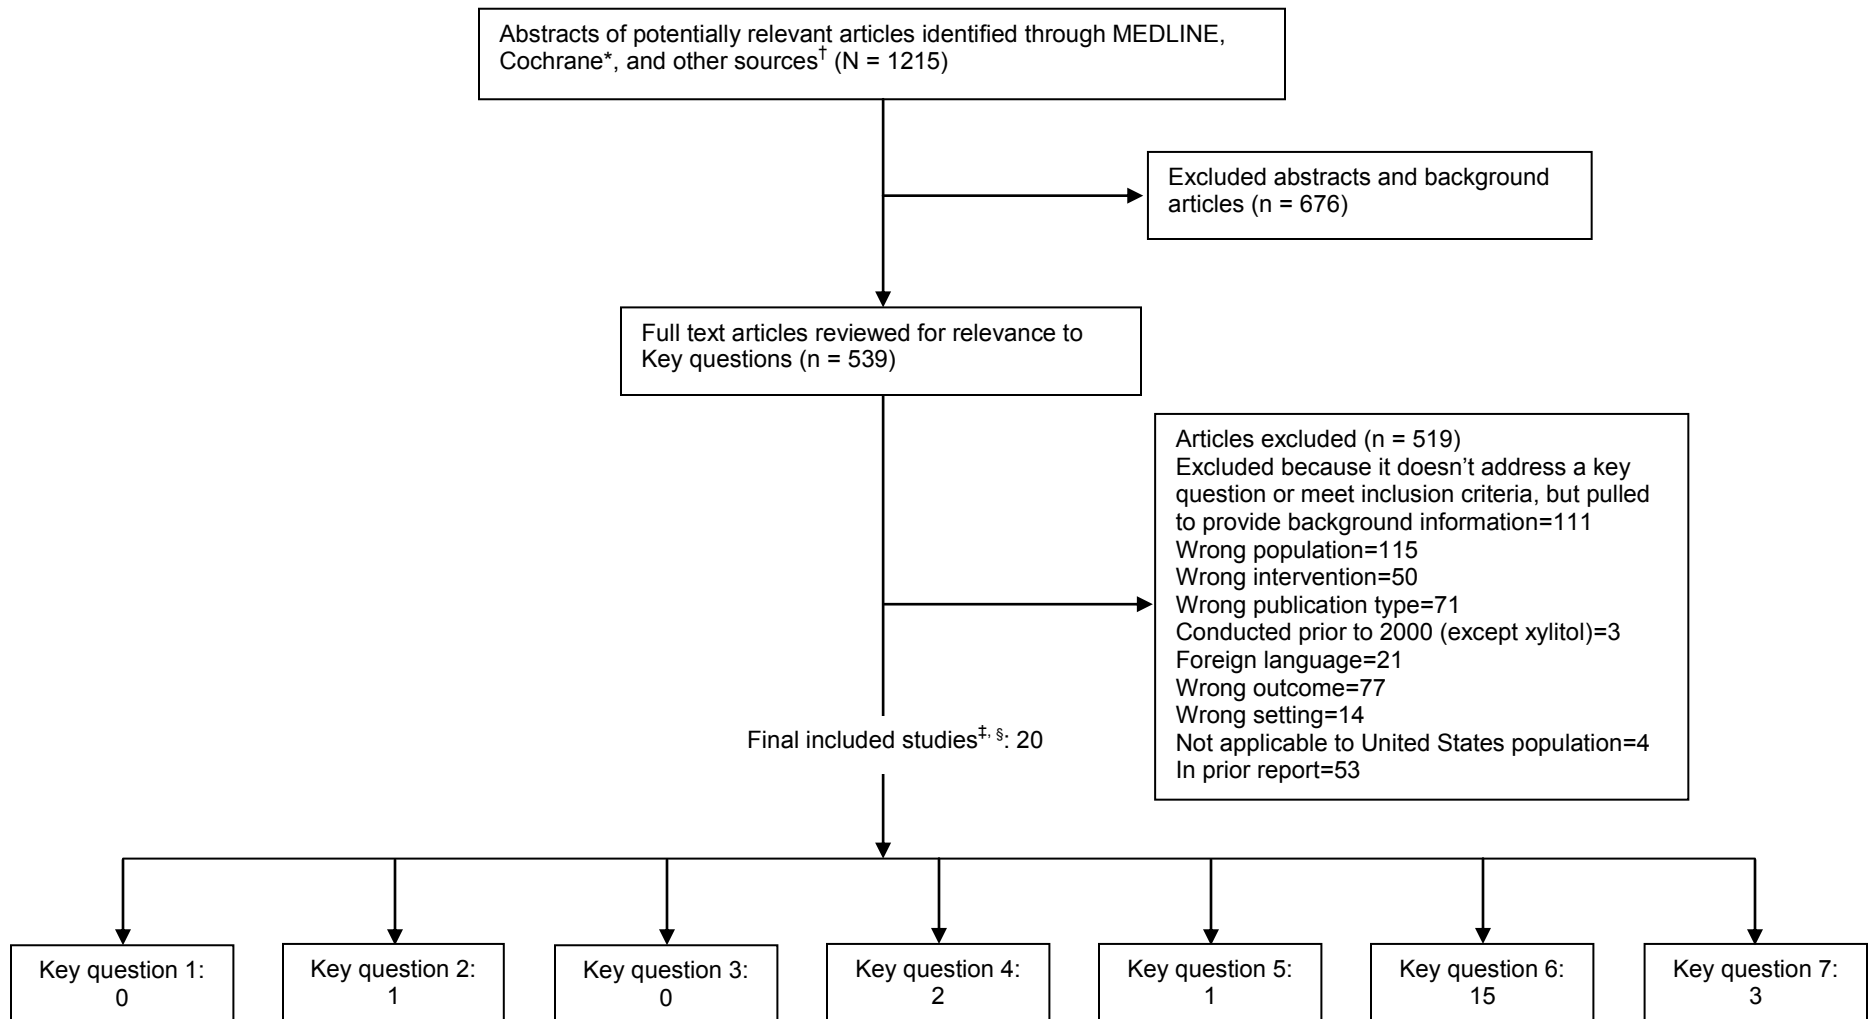 Abstracts of potentially relevant articles identified through MEDLINE,
Cochrane*, and other sources† (N = 1215)
Excluded abstracts and background
articles (n = 676)
Full text articles reviewed for relevance to
Key questions (n = 539)
Articles excluded (n = 519)
Excluded because it doesn’t address a key
question or meet inclusion criteria, but pulled
to provide background information=111
Wrong population=115
Wrong intervention=50
Wrong publication type=71
Conducted prior to 2000 (except xylitol)=3
Foreign language=21
Wrong outcome=77
Wrong setting=14
Not applicable to United States population=4
In prior report=53
Final included studies‡, §: 20
Key question 1:
0
Key question 2:
1
Key question 3:
0
Key question 4:
2
Key question 5:
1
Key question 6:
15
Key question 7:
3